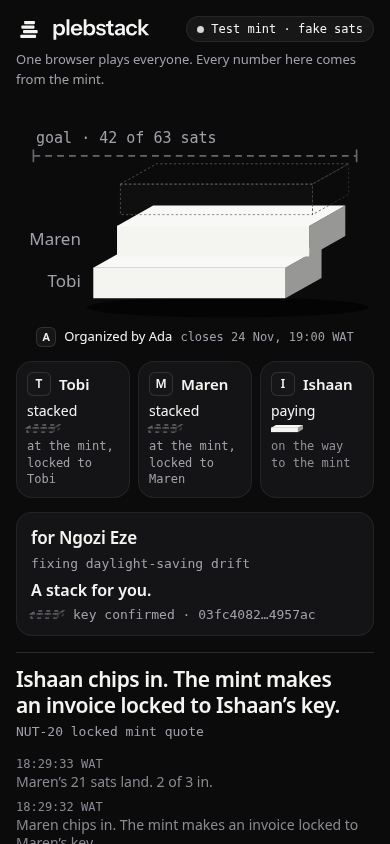 plebstack
Test mint · fake sats
One browser plays everyone. Every number here comes
from the mint.
goal · 42 of 63 sats
Maren
Tobi
A Organized by Ada closes 24 Nov, 19:00 WAT
T Tobi
stacked
at the mint,
locked to
Tobi
M Maren
stacked
at the mint,
locked to
Maren
I Ishaan
paying
on the way
to the mint
for Ngozi Eze
fixing daylight-saving drift
A stack for you.
key confirmed · 03fc4082…4957ac
Ishaan chips in. The mint makes
an invoice locked to Ishaan’s key.
NUT-20 locked mint quote
18:29:33 WAT
Maren’s 21 sats land. 2 of 3 in.
18:29:32 WAT
Maren chips in. The mint makes an invoice locked to
Maren’s key.